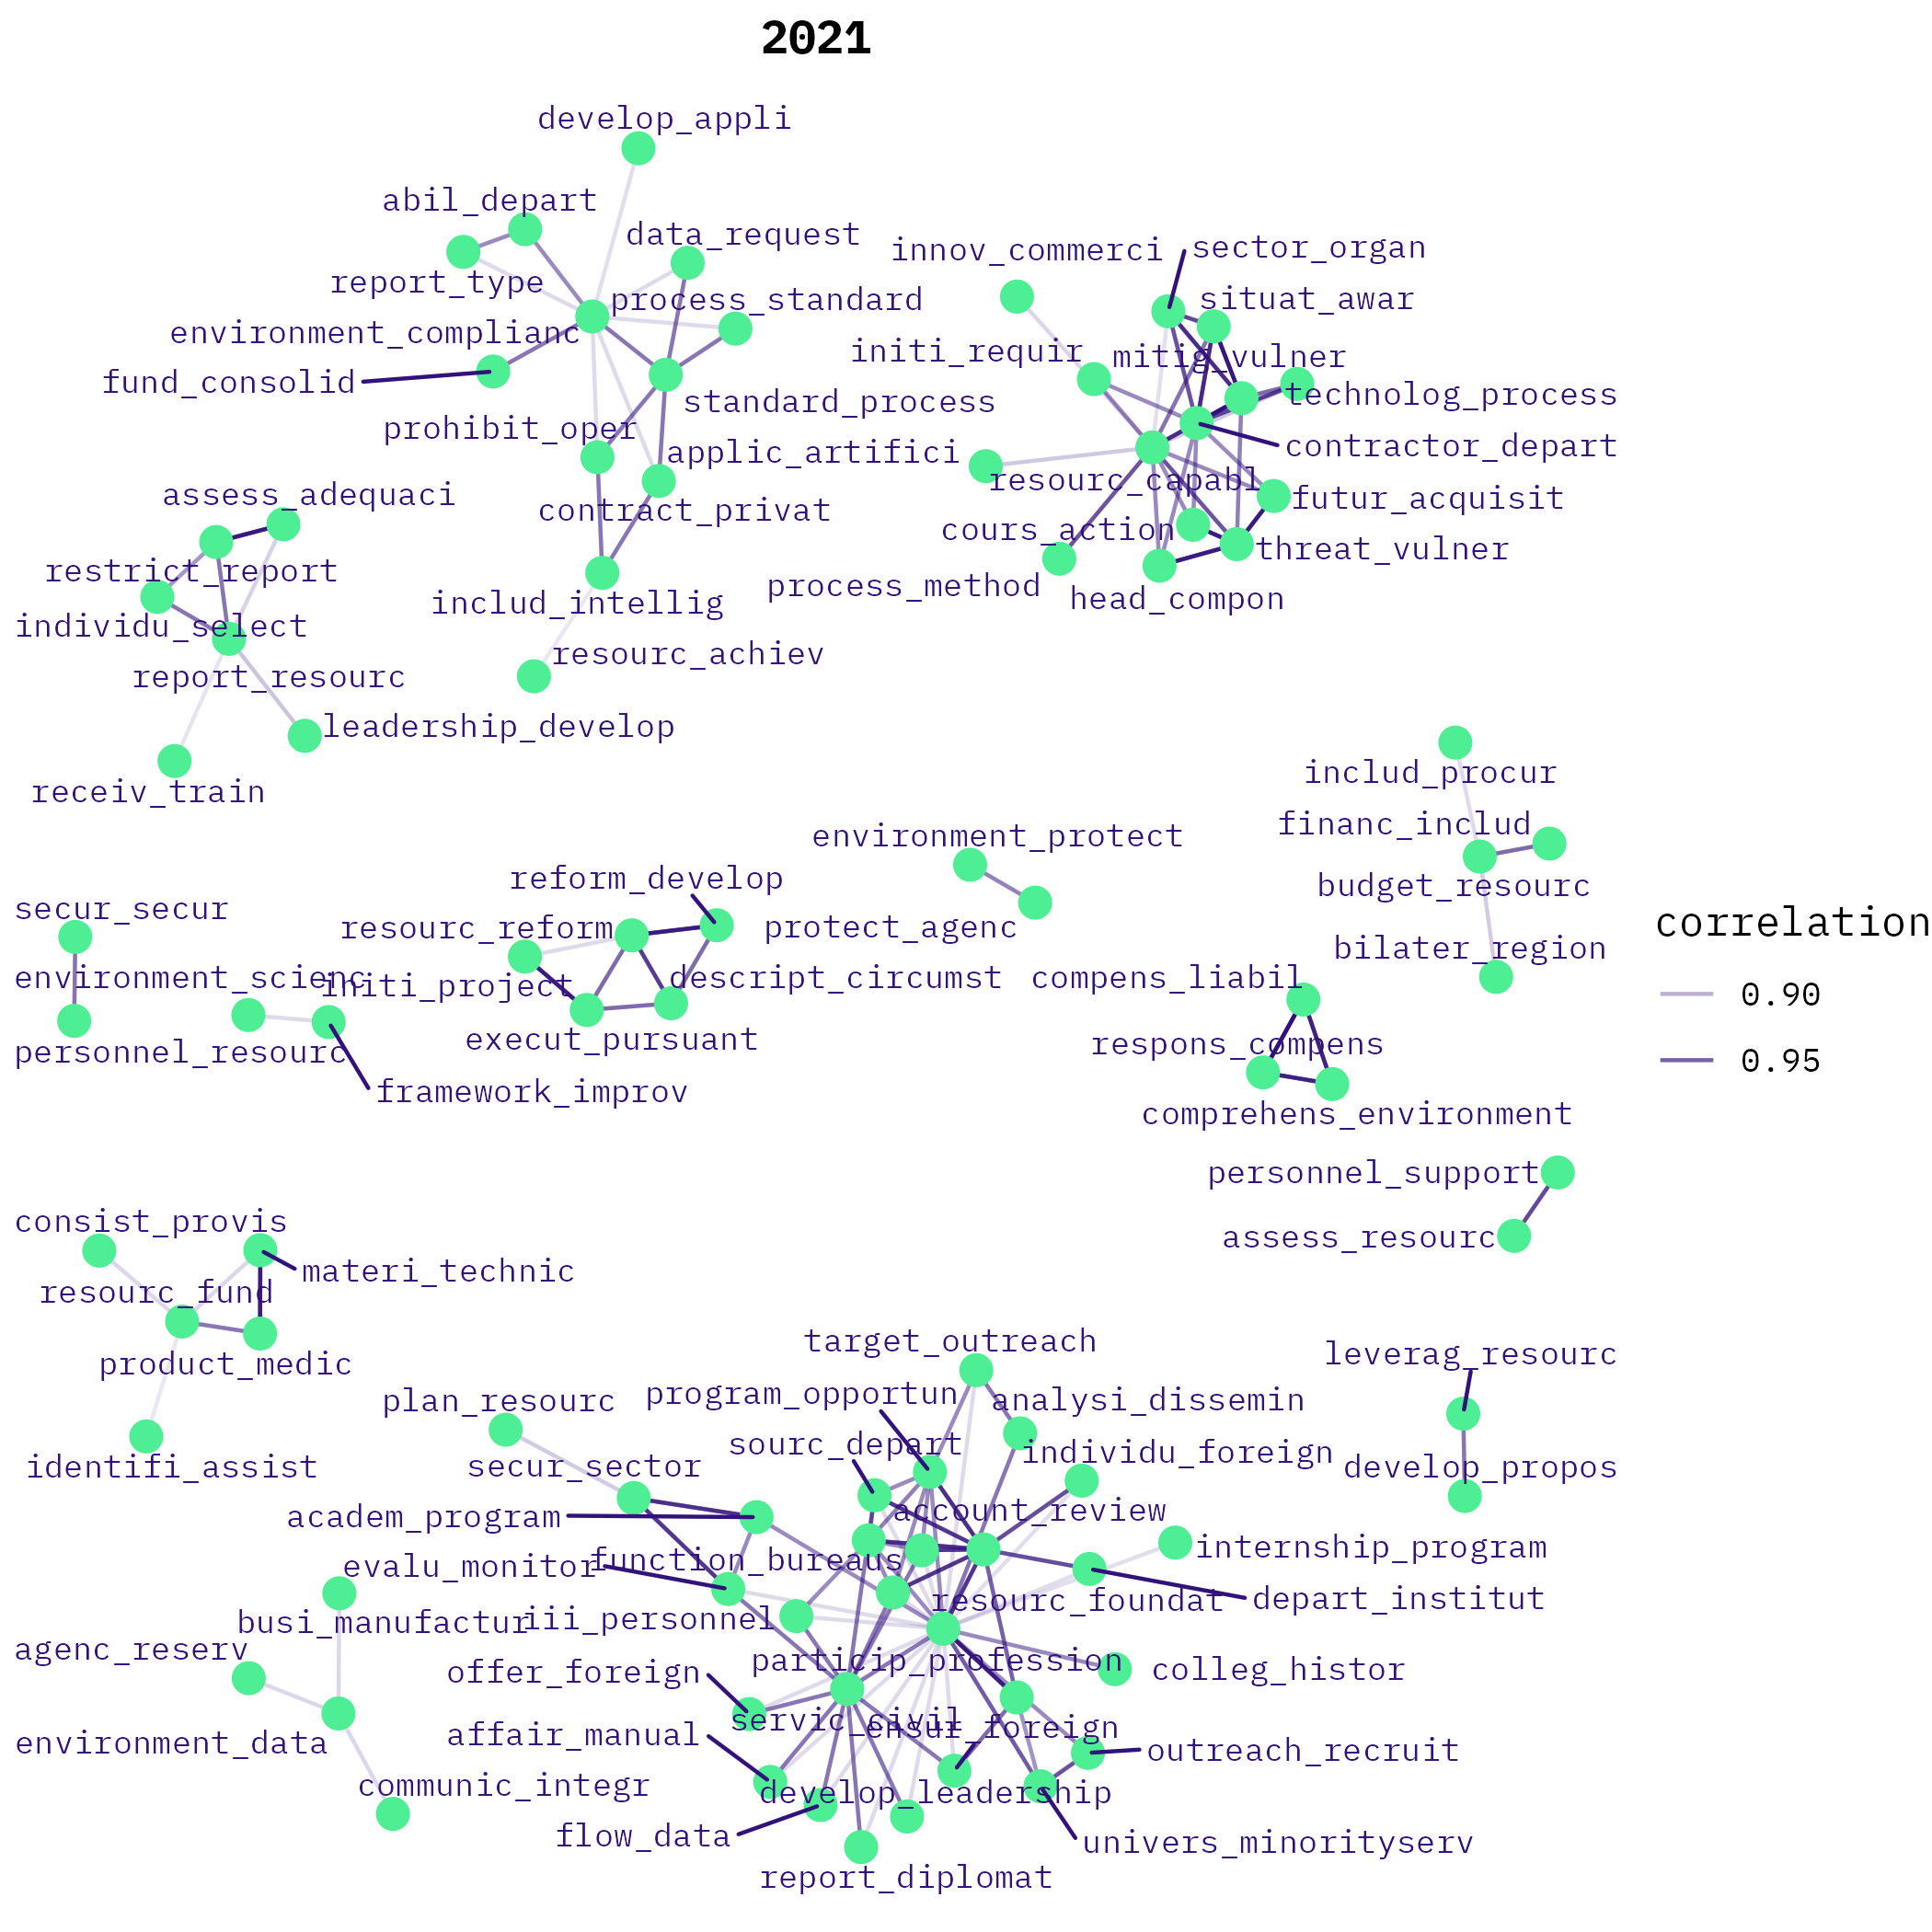 2021
develop_appli
abil_depart
data_request
report_type
process_standard
environment_complianc
fund_consolid
standard_process
prohibit_oper
applic_artifici
contract_privat
includ_intellig
resourc_achiev
innov_commerci
sector_organ
situat_awar
initi_requir
mitig_vulner
technolog_process
contractor_depart
resourc_capabl
futur_acquisit
cours_action
threat_vulner
process_method
head_compon
assess_adequaci
restrict_report
individu_select
report_resourc
leadership_develop
receiv_train
includ_procur
financ_includ
budget_resourc
bilater_region
environment_protect
protect_agenc
reform_develop
resourc_reform
initi_project
descript_circumst
execut_pursuant
secur_secur
environment_scienc
personnel_resourc
framework_improv
compens_liabil
respons_compens
comprehens_environment
correlation
0.90
0.95
personnel_support
assess_resourc
consist_provis
materi_technic
resourc_fund
product_medic
identifi_assist
target_outreach
leverag_resourc
plan_resourc
program_opportun
analysi_dissemin
sourc_depart
individu_foreign
develop_propos
secur_sector
academ_program
account_review
evalu_monitor
function_bureaus
internship_program
resourc_foundat
depart_institut
busi_manufactur
iii_personnel
agenc_reserv
offer_foreign
particip_profession
colleg_histor
environment_data
affair_manual
servic_civil
ensur_foreign
outreach_recruit
communic_integr
develop_leadership
flow_data
univers_minorityserv
report_diplomat